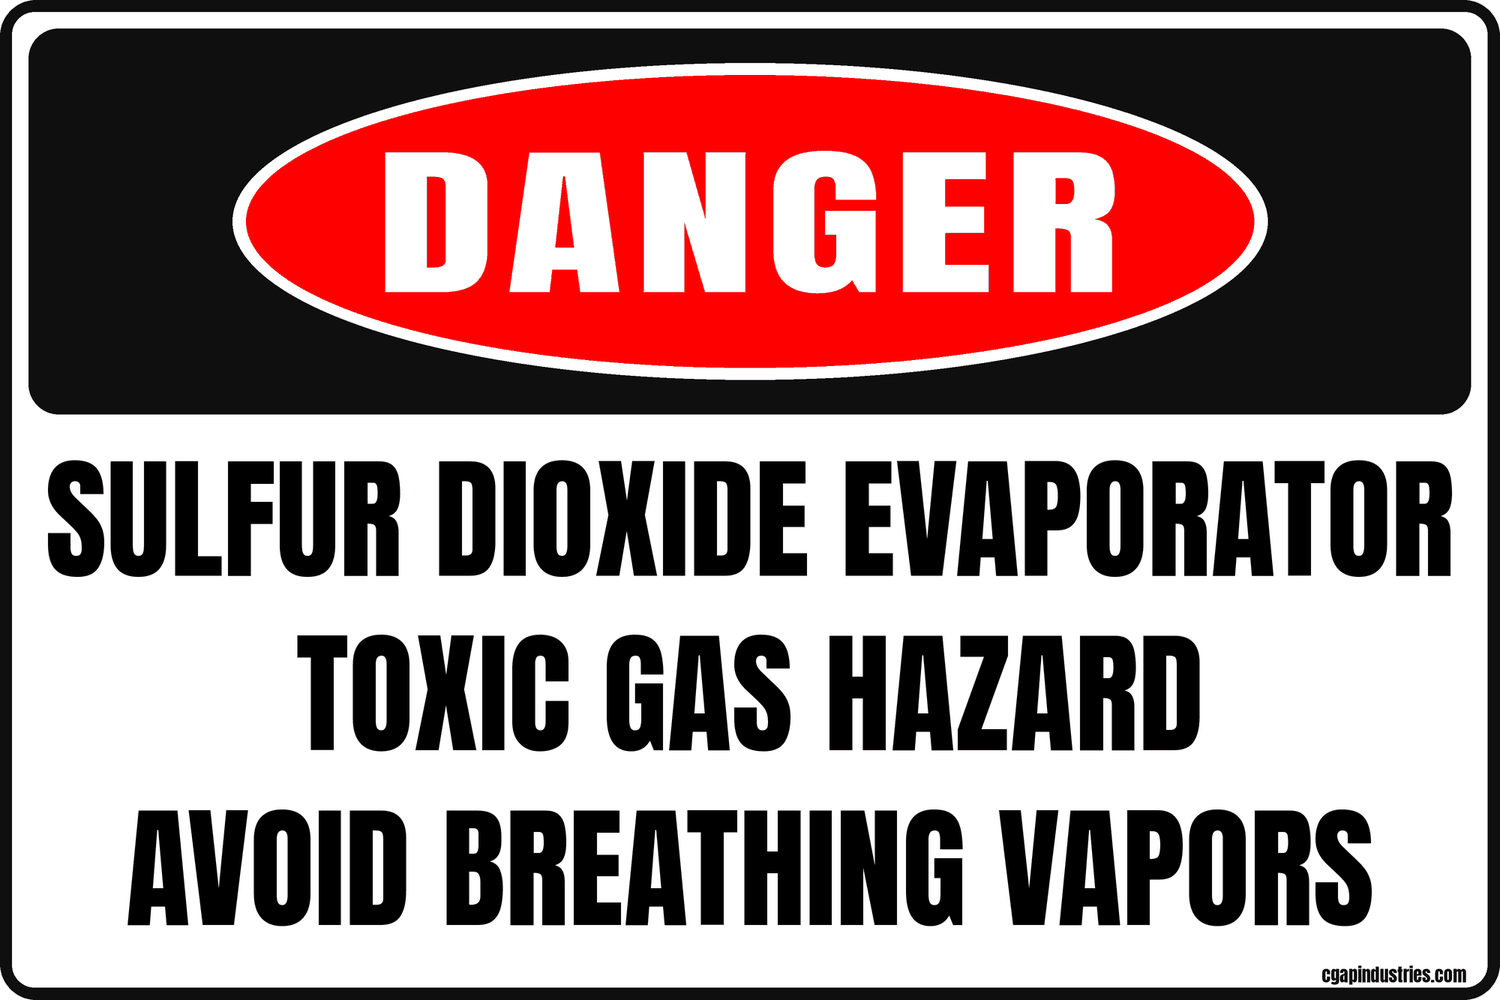 DANGER
SULFUR DIOXIDE EVAPORATOR
TOXIC GAS HAZARD
AVOID BREATHING VAPORS
cgapindustries.com